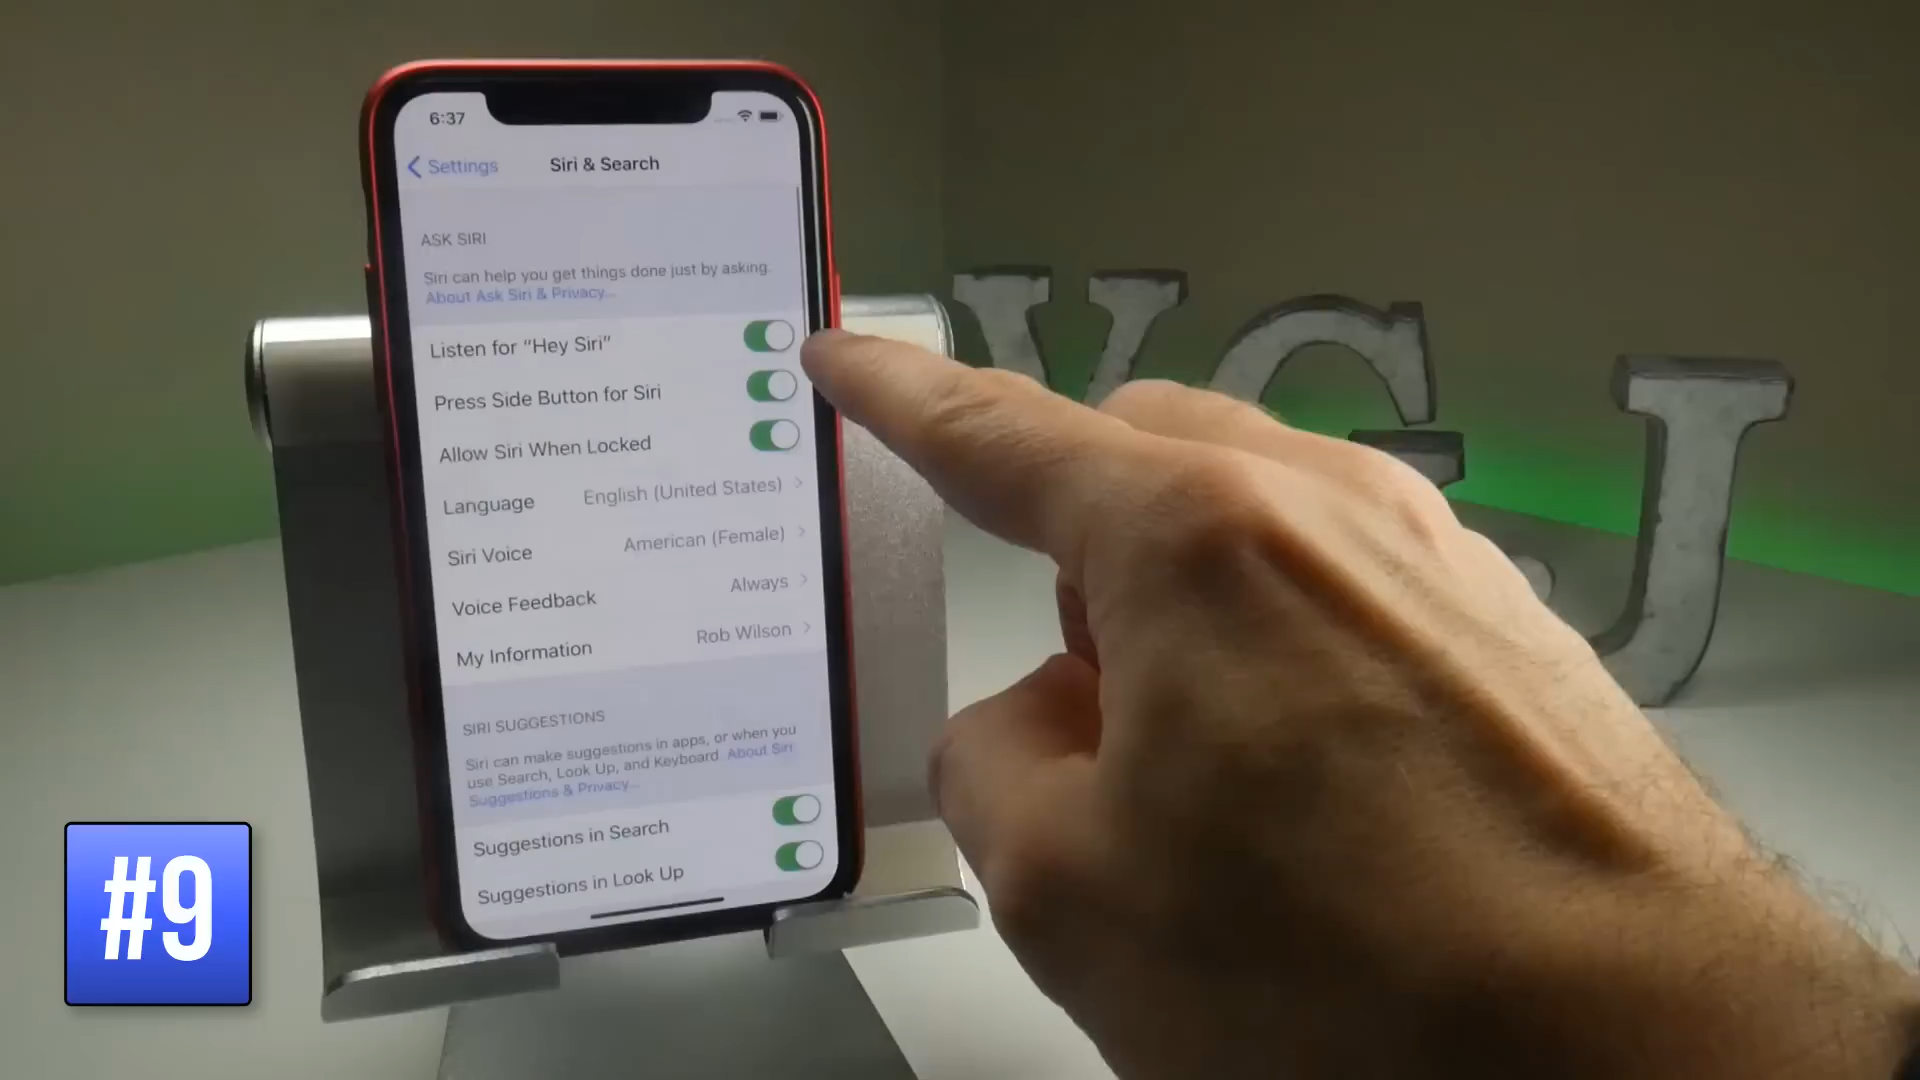 6:37
Settings
Siri & Search
ASK SIRI
Siri can help you get things done just by asking.
About Ask Siri & Privacy...
Listen for “Hey Siri”
Press Side Button for Siri
Allow Siri When Locked
Language English (United States)
Siri Voice American (Female)
Voice Feedback Always
My Information Rob Wilson
SIRI SUGGESTIONS
Siri can make suggestions in apps, or when you
use Search, Look Up, and Keyboard. About Siri
Suggestions & Privacy...
Suggestions in Search
Suggestions in Look Up
#9
Y G J